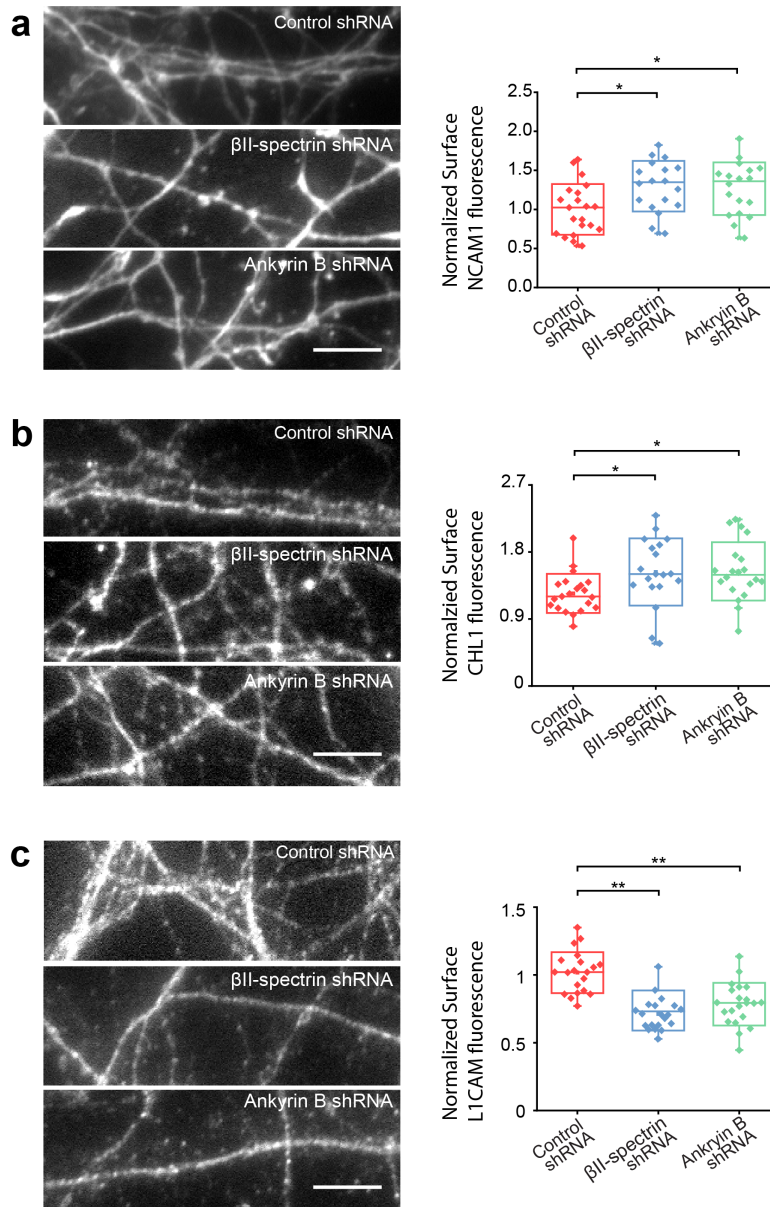 a
Control shRNA
βII-spectrin shRNA
Ankyrin B shRNA
Normalized Surface
NCAM1 fluorescence
2.5
2.0
1.5
1.0
0.5
0.0
*
*
Control
shRNA
βII-spectrin
shRNA
Ankryin B
shRNA
b
Control shRNA
βII-spectrin shRNA
Ankyrin B shRNA
Normalzied Surface
CHL1 fluorescence
2.7
1.8
0.9
0
*
*
Control
shRNA
βII-spectrin
shRNA
Ankryin B
shRNA
c
Control shRNA
βII-spectrin shRNA
Ankyrin B shRNA
Normalized Surface
L1CAM fluorescence
1.5
1
0.5
0
**
**
Control
shRNA
βII-spectrin
shRNA
Ankryin B
shRNA